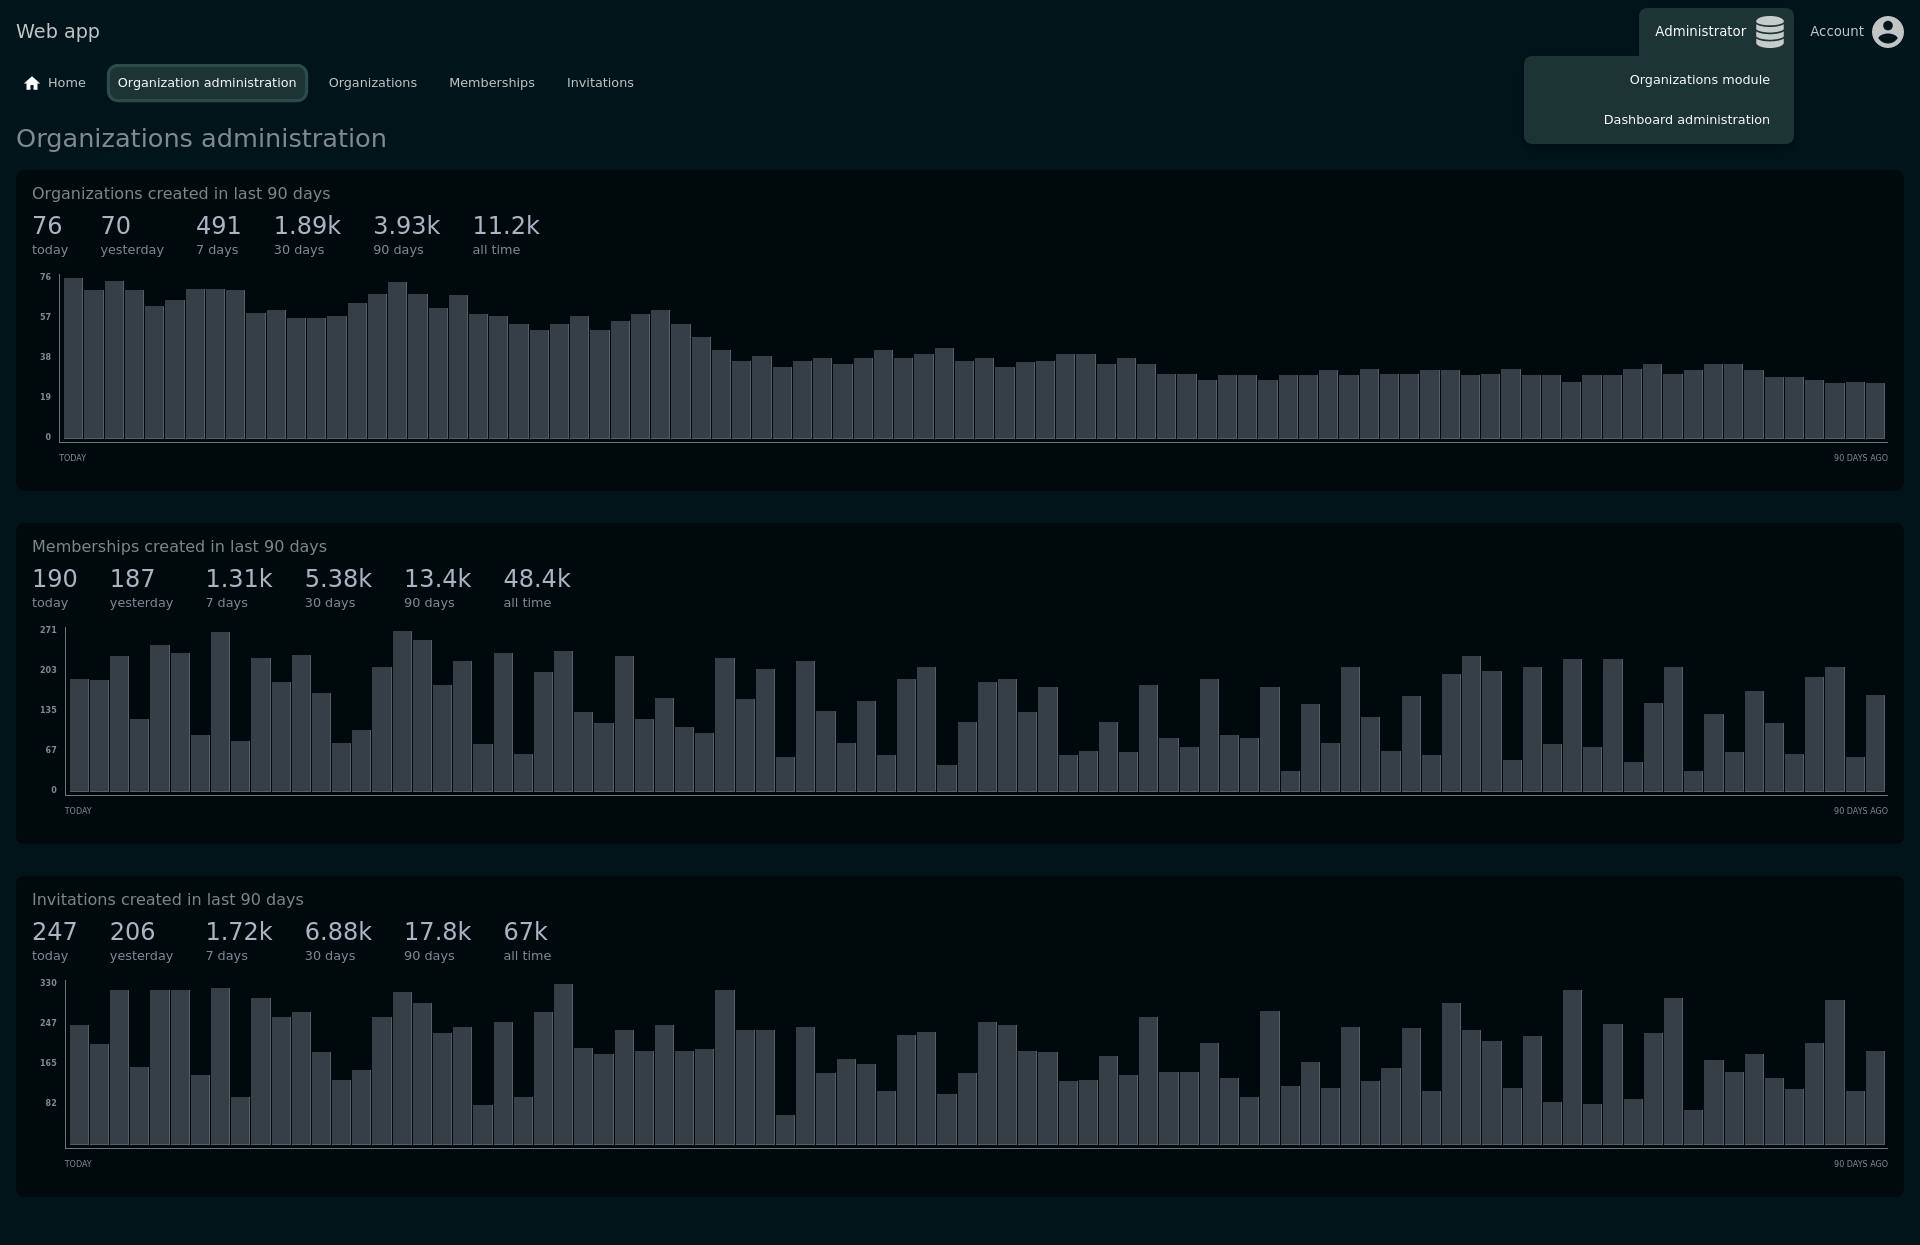 Web app
Administrator
Account
Home
Organization administration
Organizations
Memberships
Invitations
Organizations module
Dashboard administration
Organizations administration
Organizations created in last 90 days
76 70 491 1.89k 3.93k 11.2k
today yesterday 7 days 30 days 90 days all time
76
57
38
19
0
TODAY 90 DAYS AGO
Memberships created in last 90 days
190 187 1.31k 5.38k 13.4k 48.4k
today yesterday 7 days 30 days 90 days all time
271
203
135
67
0
TODAY 90 DAYS AGO
Invitations created in last 90 days
247 206 1.72k 6.88k 17.8k 67k
today yesterday 7 days 30 days 90 days all time
330
247
165
82
TODAY 90 DAYS AGO